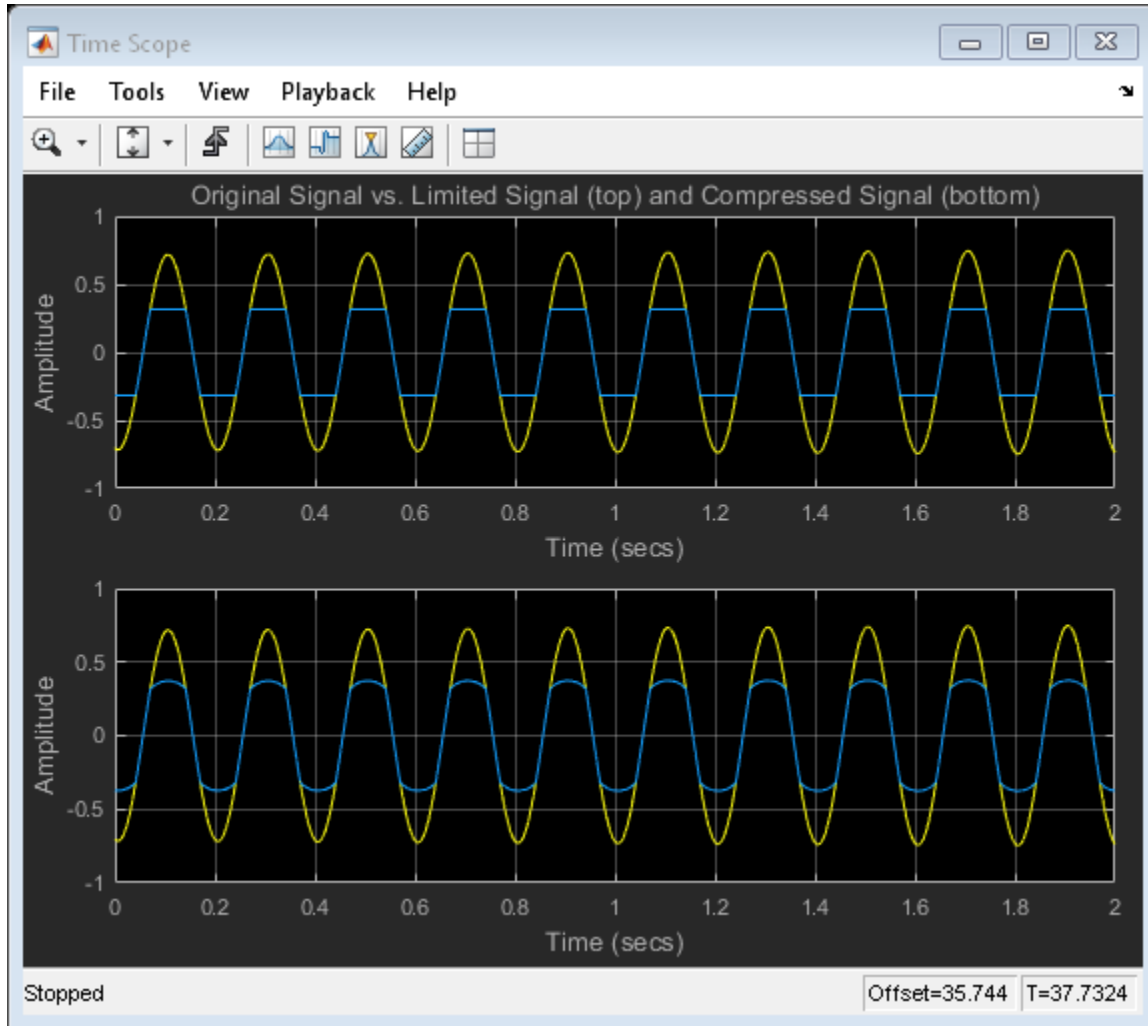 Time Scope
File Tools View Playback Help
Original Signal vs. Limited Signal (top) and Compressed Signal (bottom)
1
0.5
0
-0.5
-1
Amplitude
0 0.2 0.4 0.6 0.8 1 1.2 1.4 1.6 1.8 2
Time (secs)
1
0.5
0
-0.5
-1
Amplitude
0 0.2 0.4 0.6 0.8 1 1.2 1.4 1.6 1.8 2
Time (secs)
Stopped Offset=35.744 T=37.7324